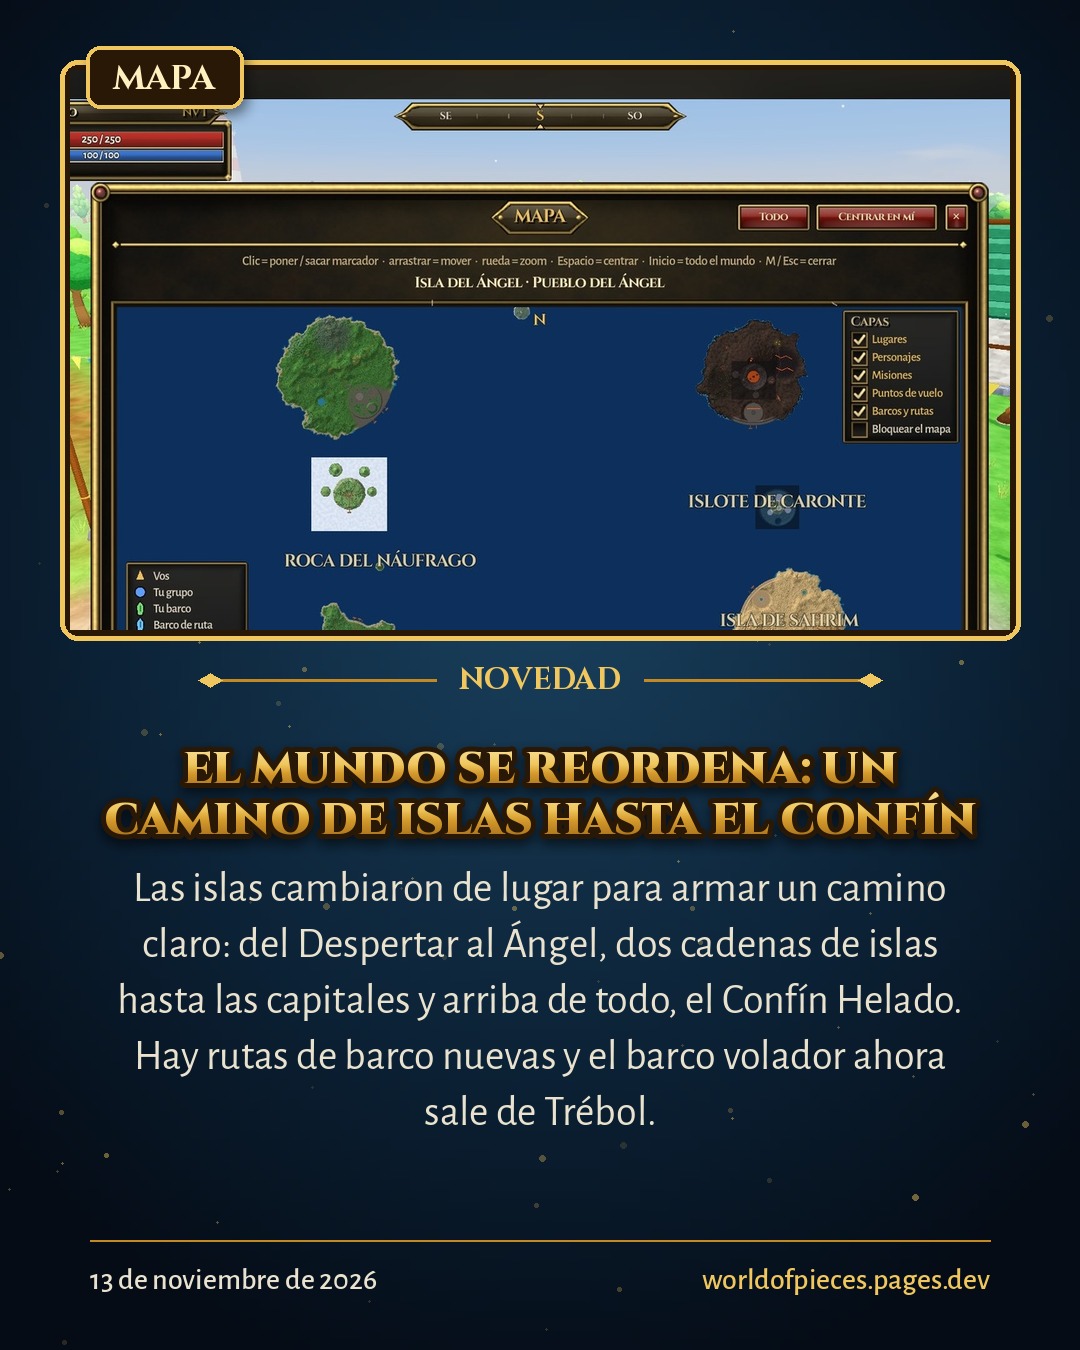 MAPA
NV 1
250 / 250
100 / 100
SE S SO
MAPA
TODO
CENTRAR EN MÍ
×
Clic = poner / sacar marcador · arrastrar = mover · rueda = zoom · Espacio = centrar · Inicio = todo el mundo · M / Esc = cerrar
ISLA DEL ÁNGEL · PUEBLO DEL ÁNGEL
N
CAPAS
Lugares
Personajes
Misiones
Puntos de vuelo
Barcos y rutas
Bloquear el mapa
ISLOTE DE CARONTE
ROCA DEL NÁUFRAGO
Vos
Tu grupo
Tu barco
Barco de ruta
ISLA DE SAFIRIM
NOVEDAD
EL MUNDO SE REORDENA: UN
CAMINO DE ISLAS HASTA EL CONFÍN
Las islas cambiaron de lugar para armar un camino
claro: del Despertar al Ángel, dos cadenas de islas
hasta las capitales y arriba de todo, el Confín Helado.
Hay rutas de barco nuevas y el barco volador ahora
sale de Trébol.
13 de noviembre de 2026
worldofpieces.pages.dev